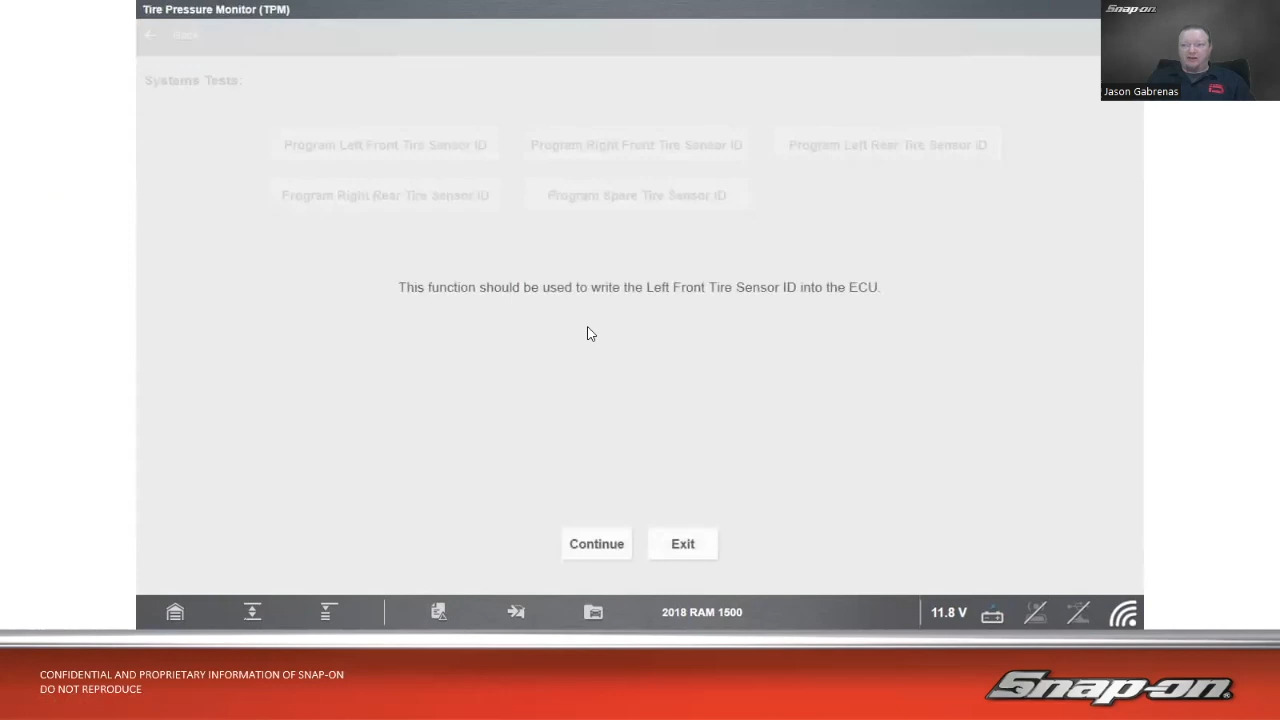 Tire Pressure Monitor (TPM)
Snap-on
Back
Jason Gabrenas
Systems Tests:
Program Left Front Tire Sensor ID
Program Right Front Tire Sensor ID
Program Left Rear Tire Sensor ID
Program Right Rear Tire Sensor ID
Program Spare Tire Sensor ID
This function should be used to write the Left Front Tire Sensor ID into the ECU.
Continue
Exit
2018 RAM 1500
11.8 V
CONFIDENTIAL AND PROPRIETARY INFORMATION OF SNAP-ON
DO NOT REPRODUCE
Snap-on